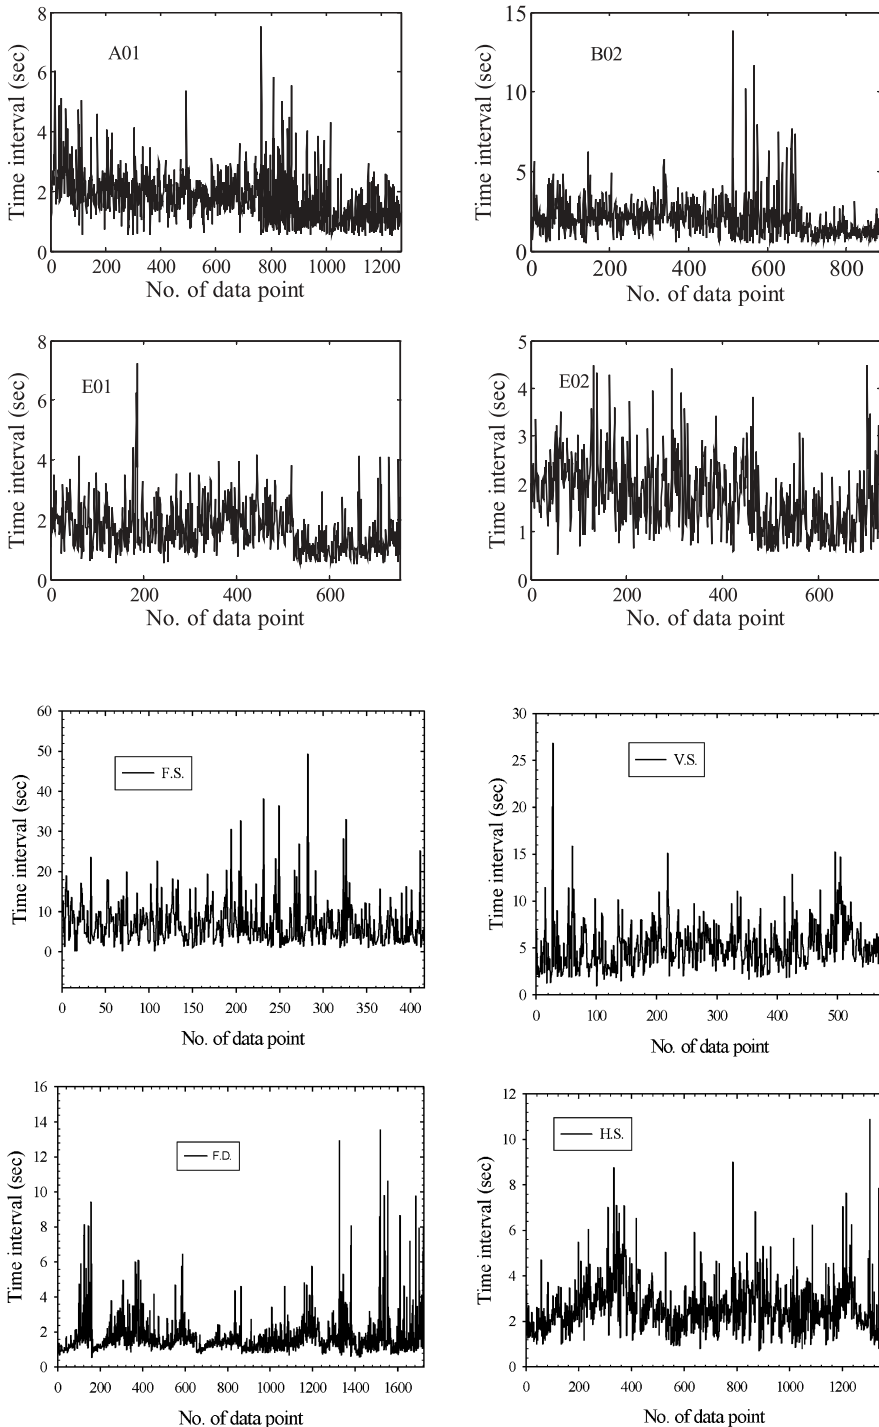 8
6
4
2
0
Time interval (sec)
A01
0 200 400 600 800 1000 1200
No. of data point
15
10
5
0
Time interval (sec)
B02
0 200 400 600 800
No. of data point
8
6
4
2
0
Time interval (sec)
E01
0 200 400 600
No. of data point
5
4
3
2
1
0
Time interval (sec)
E02
0 200 400 600
No. of data point
60
50
40
30
20
10
0
Time interval (sec)
F.S.
0 50 100 150 200 250 300 350 400
No. of data point
30
25
20
15
10
5
0
Time interval (sec)
V.S.
0 100 200 300 400 500
No. of data point
16
14
12
10
8
6
4
2
0
Time interval (sec)
F.D.
0 200 400 600 800 1000 1200 1400 1600
No. of data point
12
10
8
6
4
2
0
Time interval (sec)
H.S.
0 200 400 600 800 1000 1200
No. of data point